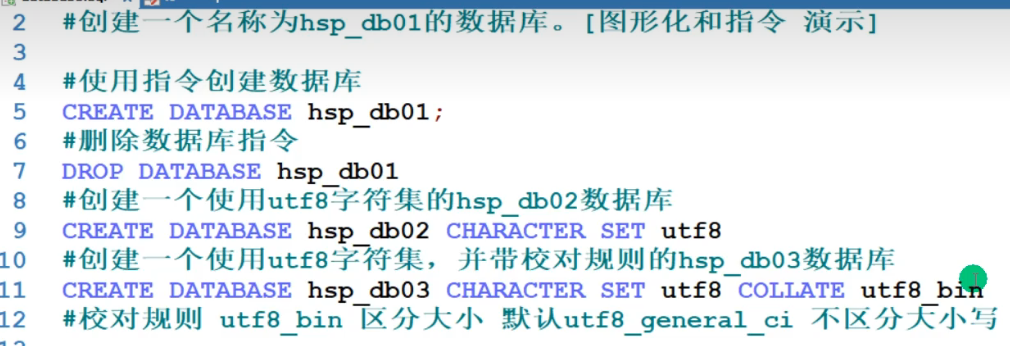 2 #创建一个名称为hsp_db01的数据库。[图形化和指令 演示]
3
4 #使用指令创建数据库
5 CREATE DATABASE hsp_db01;
6 #删除数据库指令
7 DROP DATABASE hsp_db01
8 #创建一个使用utf8字符集的hsp_db02数据库
9 CREATE DATABASE hsp_db02 CHARACTER SET utf8
10 #创建一个使用utf8字符集，并带校对规则的hsp_db03数据库
11 CREATE DATABASE hsp_db03 CHARACTER SET utf8 COLLATE utf8_bin
12 #校对规则 utf8_bin 区分大小 默认utf8_general_ci 不区分大小写